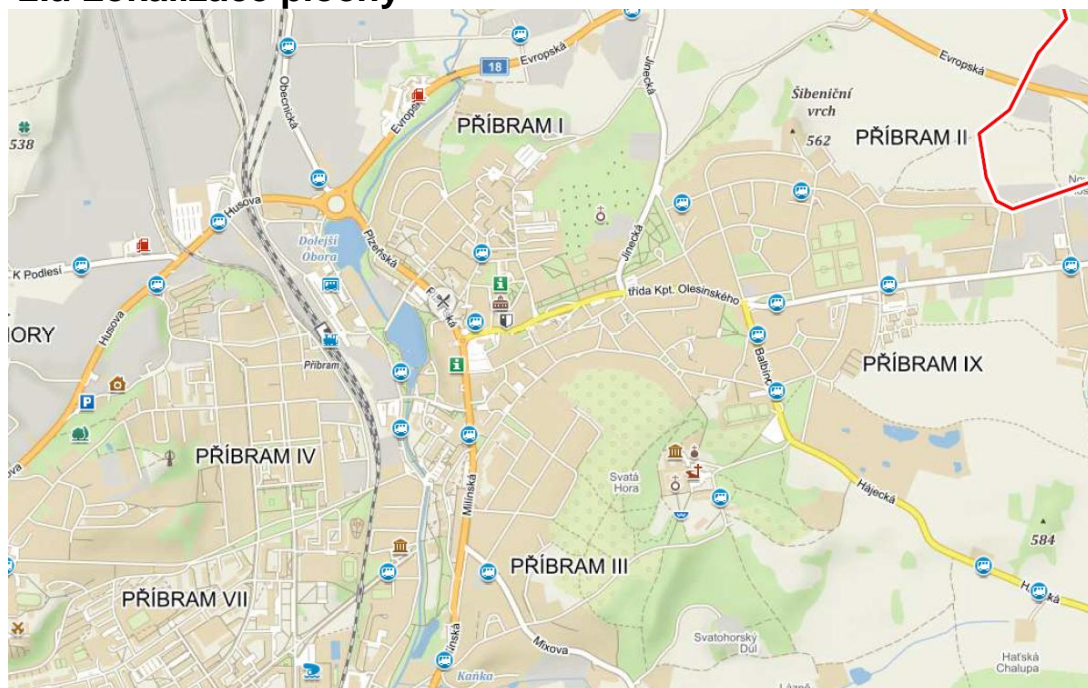 Evropská
18
Jinecká
Evropská
Obecnická
Evropská
Šibeniční
vrch
562
PŘÍBRAM I
PŘÍBRAM II
538
Husova
Dolejší
Obora
Plzeňská
Jinecká
K Podlesí
třída Kpt. Olesinského
Husova
Příbram
PŘÍBRAM IX
P
PŘÍBRAM IV
Svatá
Hora
Milínská
Hájecká
584
PŘÍBRAM III
PŘÍBRAM VII
Mixova
Svatohorský
Důl
Haťská
Chalupa
Kaňka